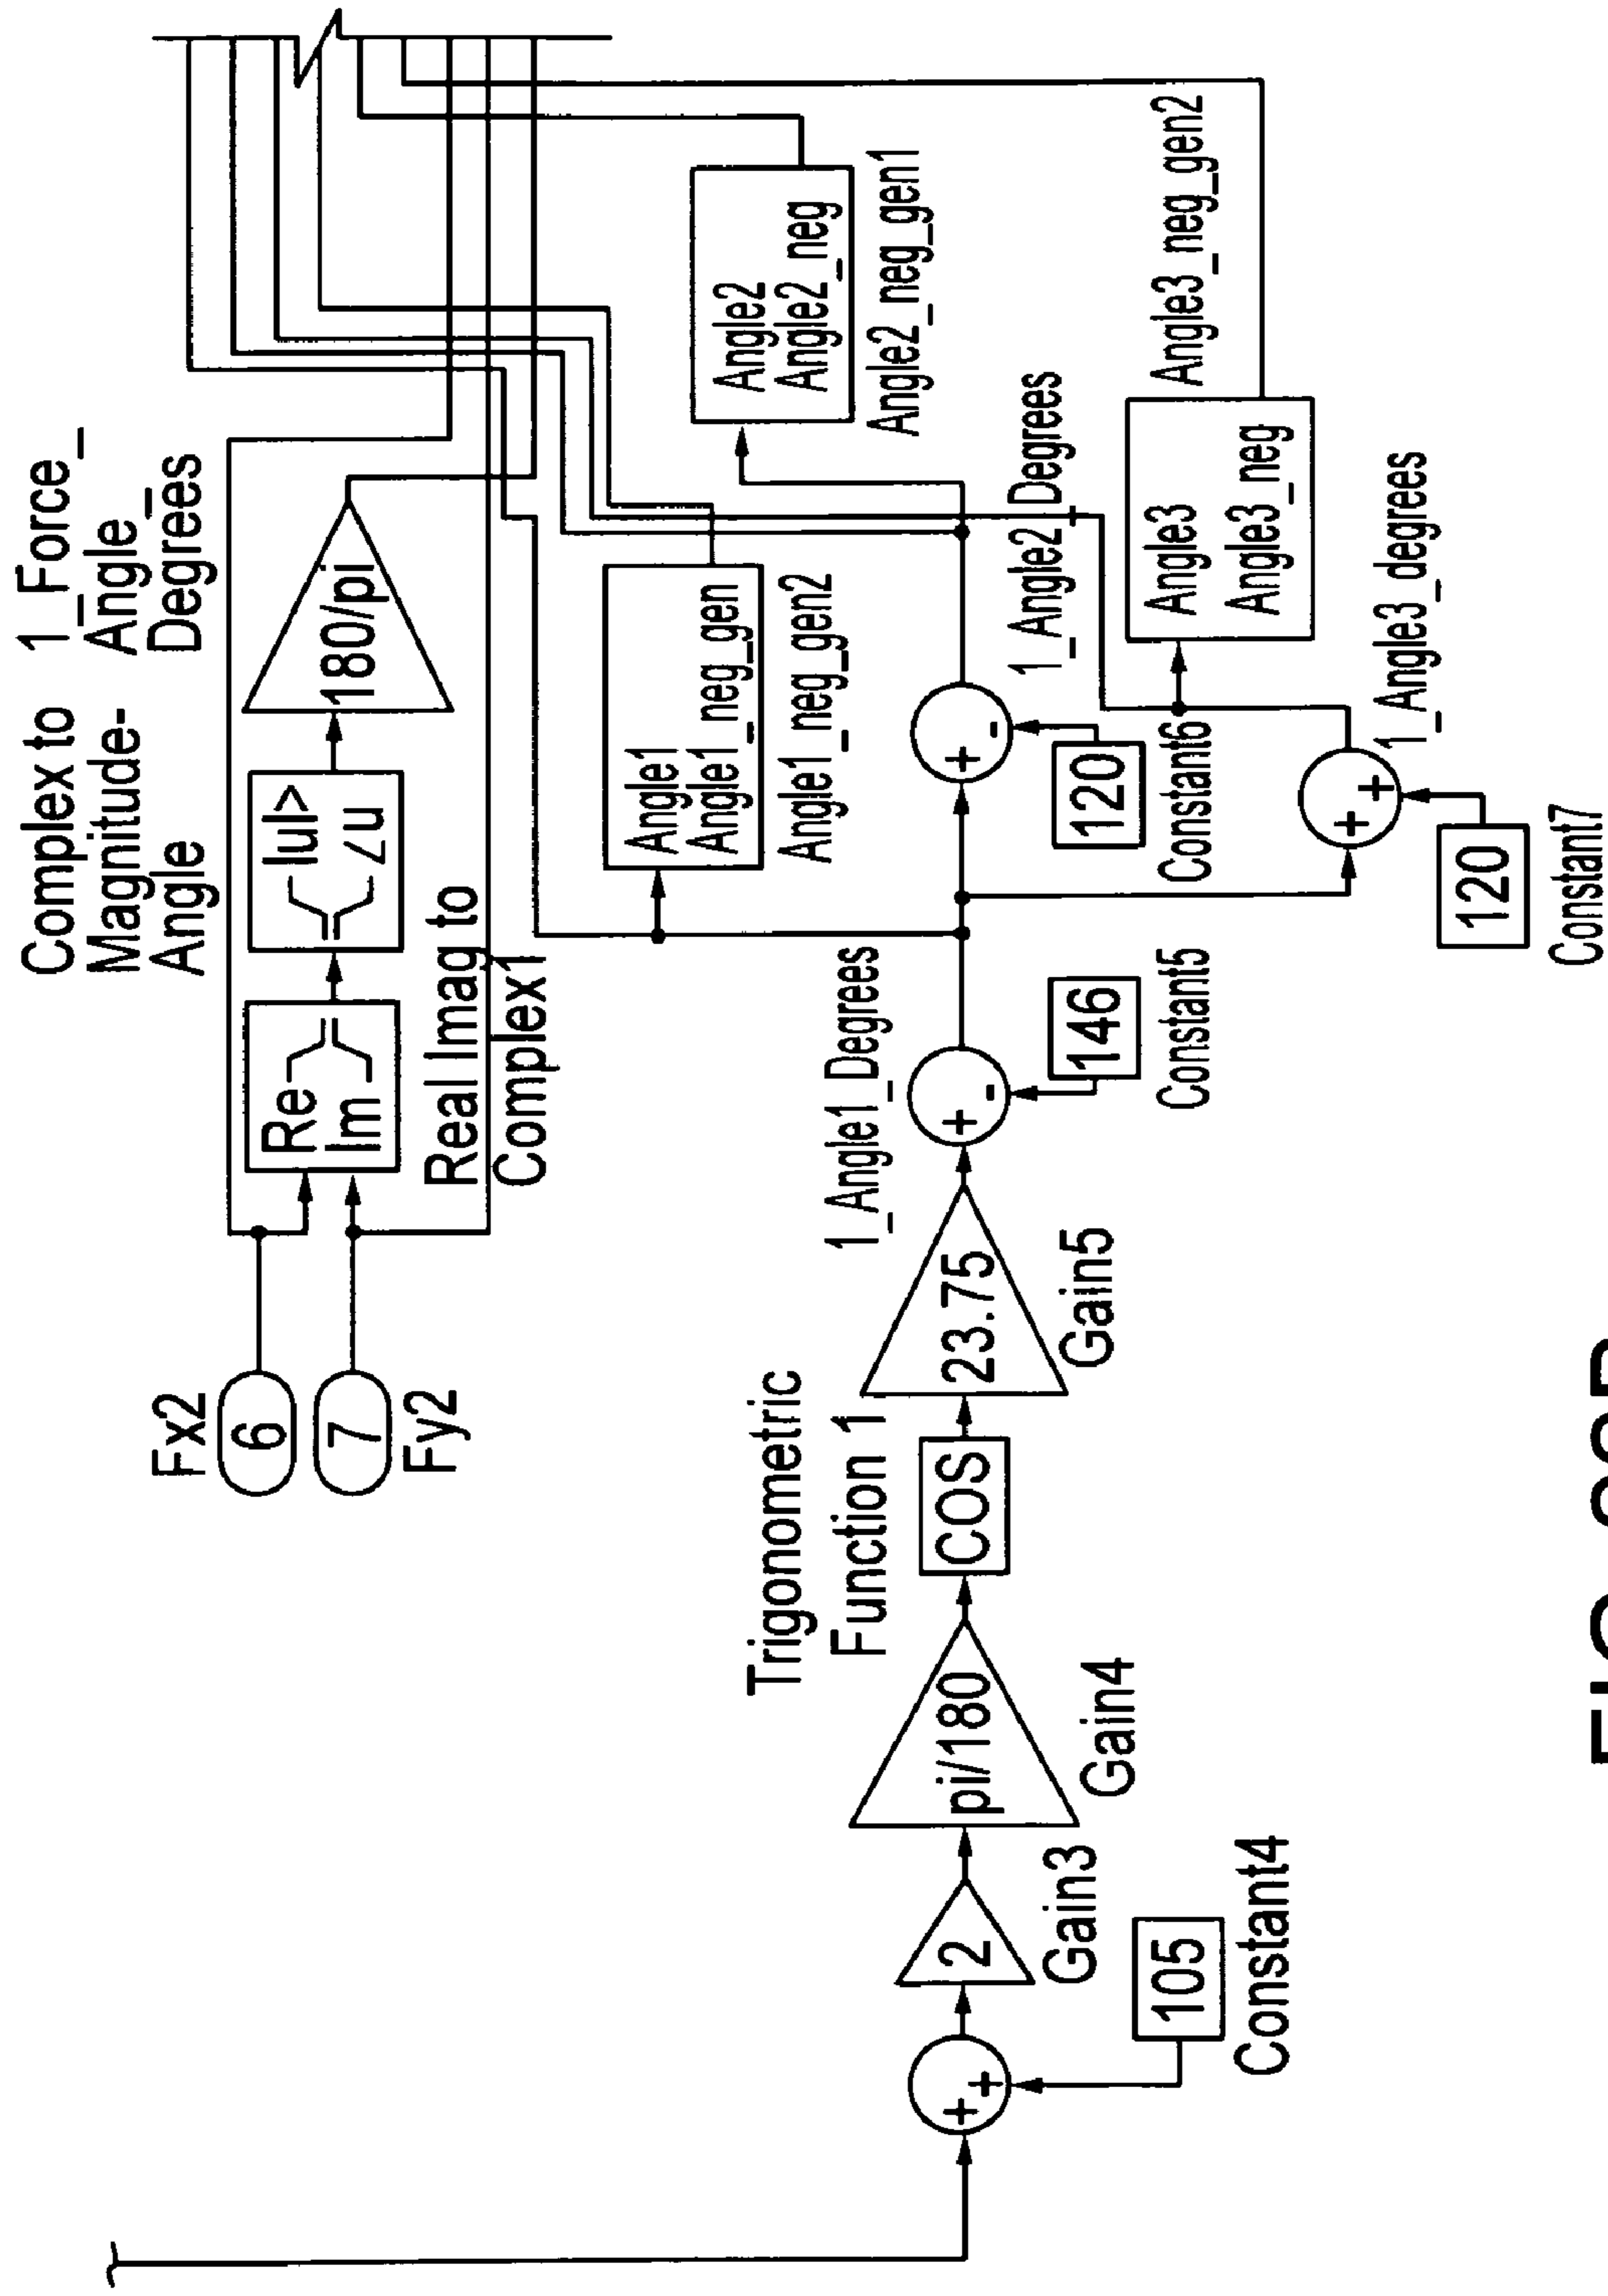 Fx2
6
7
Fy2
Re
Im
Real Imag to
Complex1
Complex to
Magnitude-
Angle
|u|>
∠u
1_Force_
Angle_
Degrees
180/pi
105
Constant4
+
+
2
Gain3
pi/180
Gain4
Trigonometric
Function 1
COS
23.75
Gain5
1_Angle1_Degrees
+
-
146
Constant5
Angle1
Angle1_neg_gen
Angle1_neg_gen2
+
-
120
Constant6
1_Angle2_Degrees
Angle2
Angle2_neg
Angle2_neg_gen1
+
+
120
Constant7
1_Angle3_degrees
Angle3
Angle3_neg
Angle3_neg_gen2